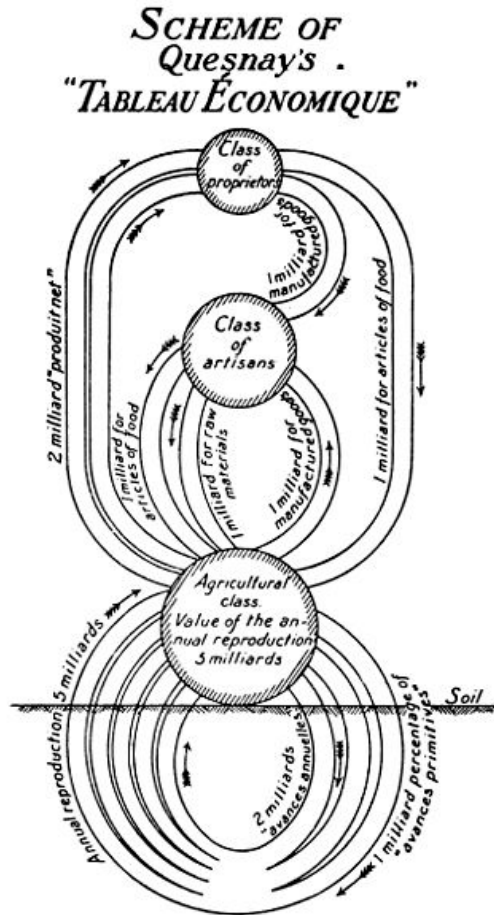 SCHEME OF
Quesnay's .
"TABLEAU ÉCONOMIQUE"
Class
of
proprietors
1 milliard for
manufactured goods
2 milliard "produit net"
1 milliard for articles of food
Class
of
artisans
1 milliard for
articles of food
1 milliard for raw
materials
1 milliard for
manufactured goods
Agricultural
class.
Value of the an-
nual reproduction
5 milliards
Soil
Annual reproduction 5 milliards
2 milliards
"avances annuelles"
1 milliard percentage of
"avances primitives"